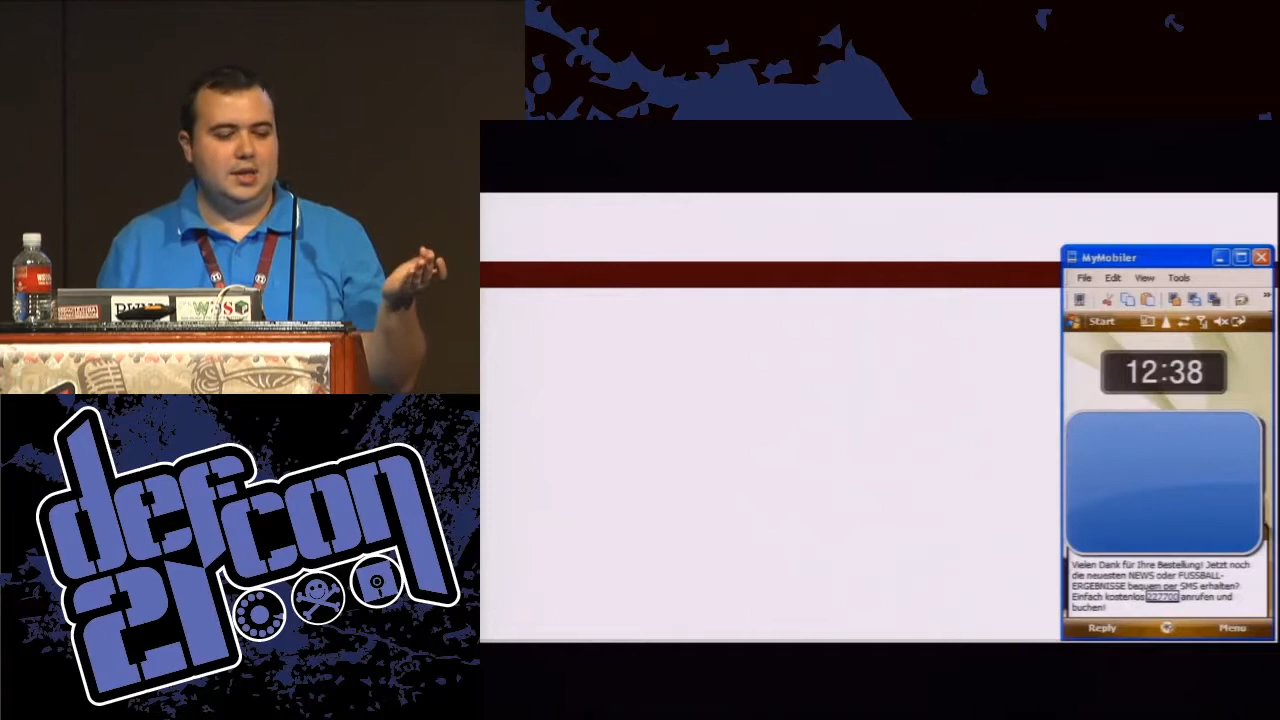 MyMobiler
File Edit View Tools
Start
12:38
Vielen Dank für Ihre Bestellung! Jetzt noch
die neuesten NEWS oder FUSSBALL-
ERGEBNISSE bequem per SMS erhalten?
Einfach kostenlos 227700 anrufen und
buchen!
Reply Menu
defcon
21